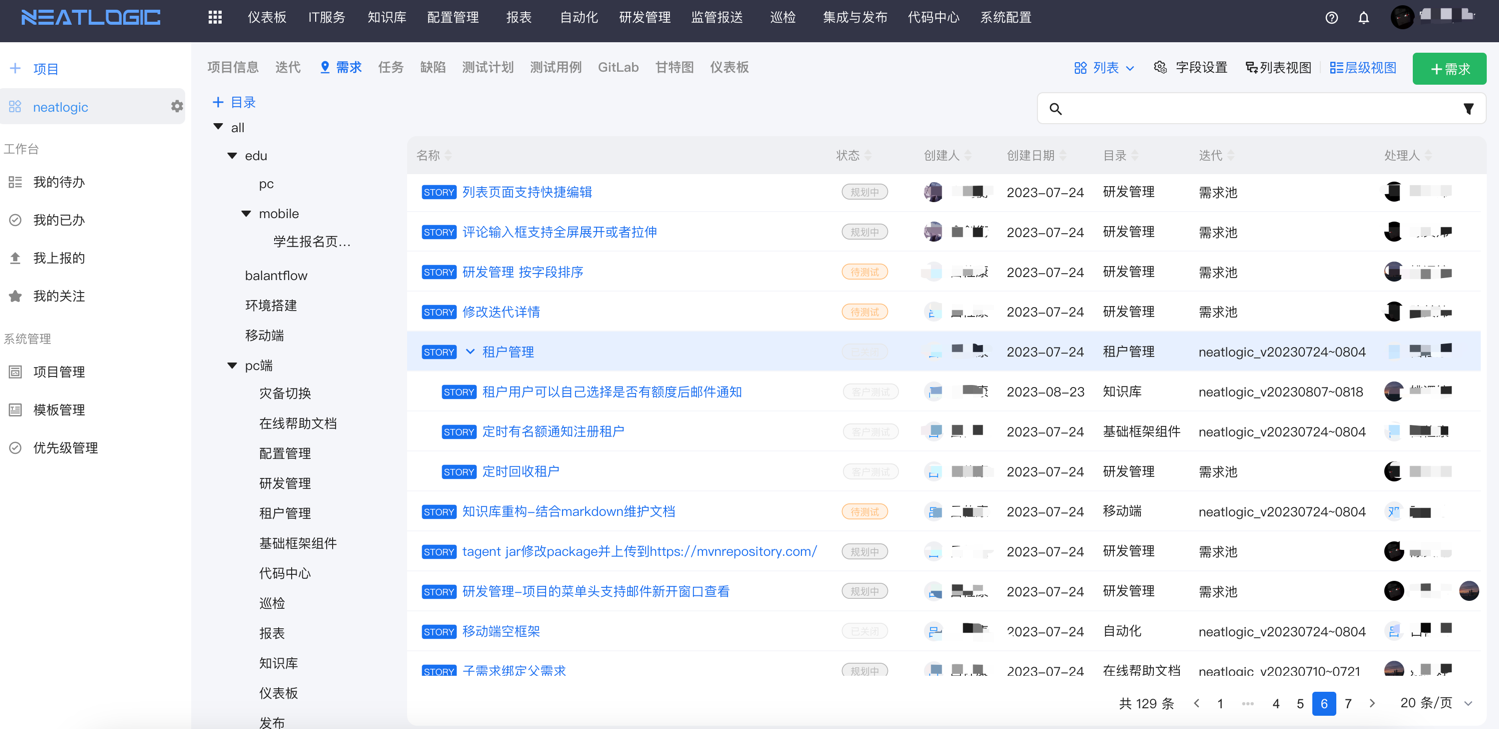 NEATLOGIC 仪表板 IT服务 知识库 配置管理 报表 自动化 研发管理 监管报送 巡检 集成与发布 代码中心 系统配置
+ 项目
neatlogic
工作台
我的待办
我的已办
我上报的
我的关注
系统管理
项目管理
模板管理
优先级管理
项目信息 迭代 需求 任务 缺陷 测试计划 测试用例 GitLab 甘特图 仪表板
列表 字段设置 列表视图 层级视图 +需求
+ 目录
all
edu
pc
mobile
学生报名页...
balantflow
环境搭建
移动端
pc端
灾备切换
在线帮助文档
配置管理
研发管理
租户管理
基础框架组件
代码中心
巡检
报表
知识库
仪表板
发布
名称 状态 创建人 创建日期 目录 迭代 处理人
STORY 列表页面支持快捷编辑 规划中 2023-07-24 研发管理 需求池
STORY 评论输入框支持全屏展开或者拉伸 规划中 2023-07-24 研发管理 需求池
STORY 研发管理 按字段排序 待测试 2023-07-24 研发管理 需求池
STORY 修改迭代详情 待测试 2023-07-24 研发管理 需求池
STORY 租户管理 2023-07-24 租户管理 neatlogic_v20230724~0804
STORY 租户用户可以自己选择是否有额度后邮件通知 客户测试 2023-08-23 知识库 neatlogic_v20230807~0818
STORY 定时有名额通知注册租户 客户测试 2023-07-24 基础框架组件 neatlogic_v20230724~0804
STORY 定时回收租户 客户测试 2023-07-24 研发管理 需求池
STORY 知识库重构-结合markdown维护文档 待测试 2023-07-24 移动端 neatlogic_v20230724~0804
STORY tagent jar修改package并上传到https://mvnrepository.com/ 规划中 2023-07-24 研发管理 需求池
STORY 研发管理-项目的菜单头支持邮件新开窗口查看 规划中 2023-07-24 研发管理 需求池
STORY 移动端空框架 已关闭 2023-07-24 自动化 neatlogic_v20230724~0804
STORY 子需求绑定父需求 规划中 2023-07-24 在线帮助文档 neatlogic_v20230710~0721
共 129 条 1 ••• 4 5 6 7 20 条/页